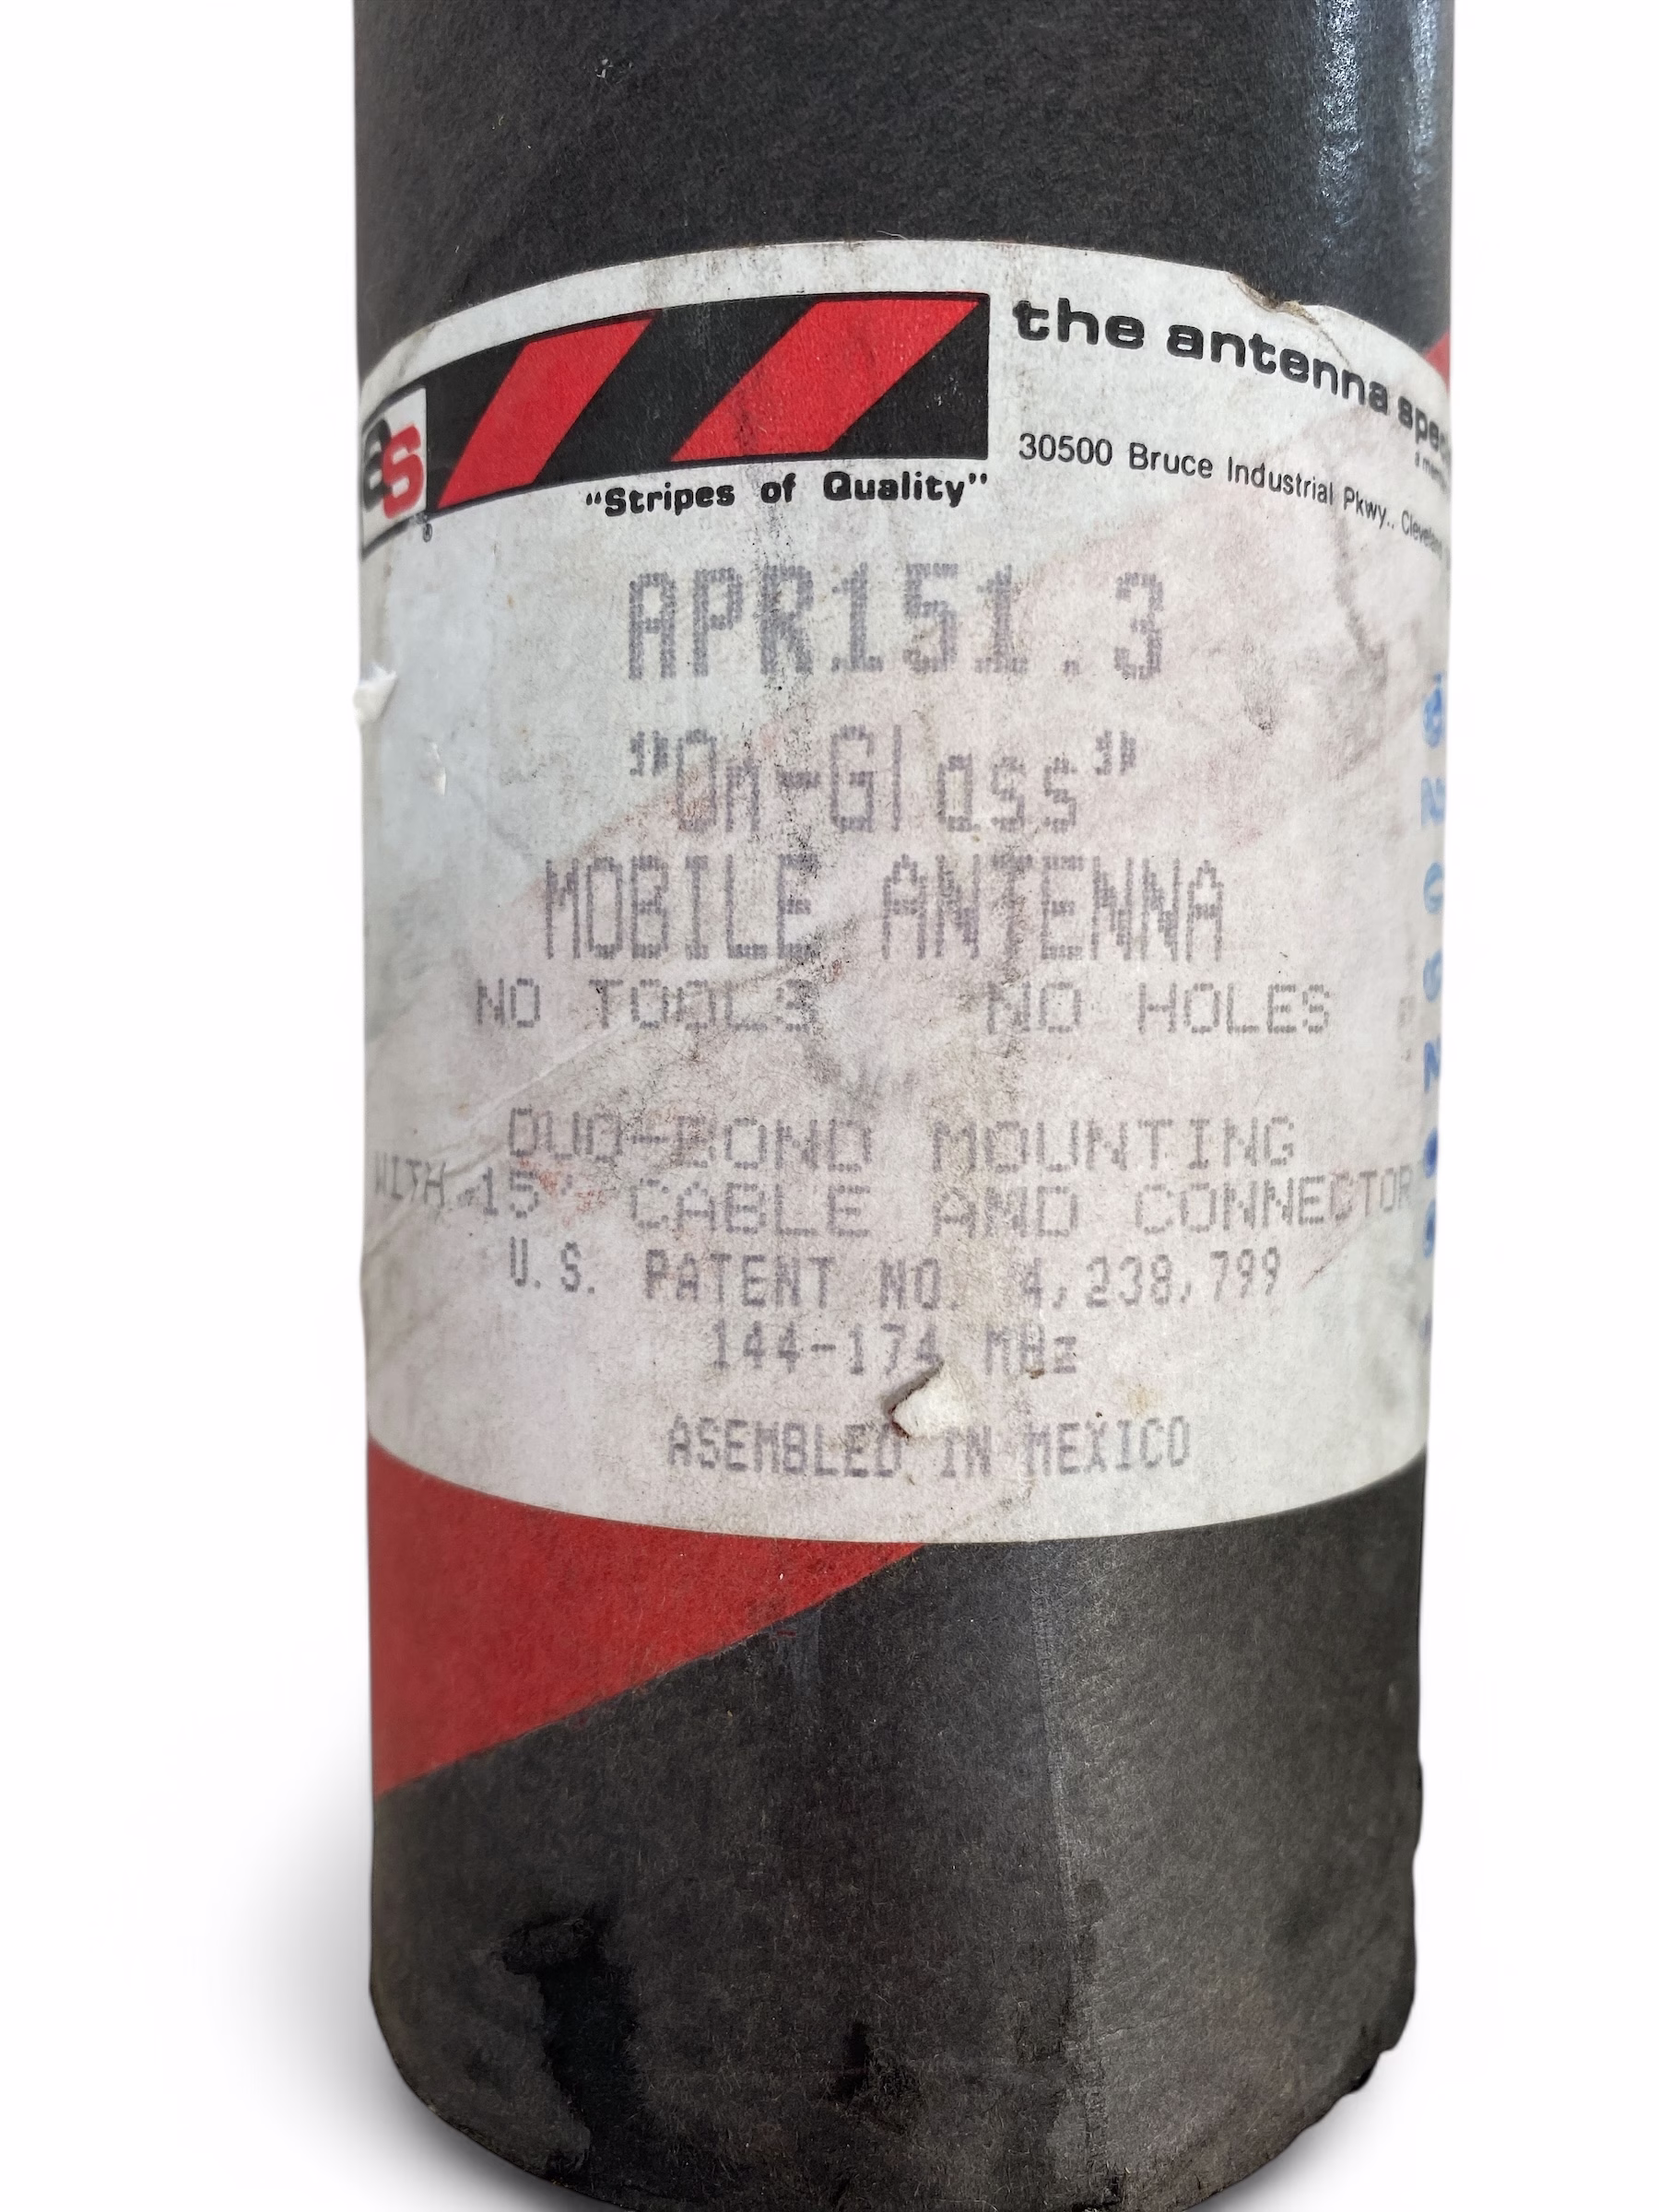 as
the antenna
30500 Bruce Industrial Pkwy., Cleveland
"Stripes of Quality"
APR151.3
"On-Glass"
MOBILE ANTENNA
NO TOOLS NO HOLES
DUO-BOND MOUNTING
WITH 15' CABLE AND CONNECTOR
U.S. PATENT NO. 4,238,799
144-174 MHz
ASEMBLED IN MEXICO